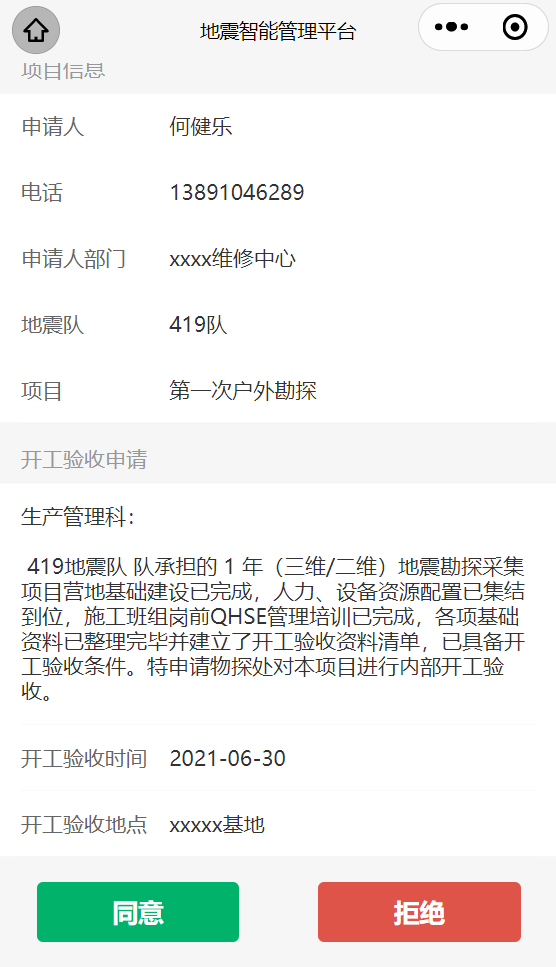 地震智能管理平台
项目信息
申请人 何健乐
电话 13891046289
申请人部门 xxxx维修中心
地震队 419队
项目 第一次户外勘探
开工验收申请
生产管理科：
419地震队 队承担的 1 年（三维/二维）地震勘探采集
项目营地基础建设已完成，人力、设备资源配置已集结
到位，施工班组岗前QHSE管理培训已完成，各项基础
资料已整理完毕并建立了开工验收资料清单，已具备开
工验收条件。特申请物探处对本项目进行内部开工验
收。
开工验收时间 2021-06-30
开工验收地点 xxxxx基地
同意 拒绝